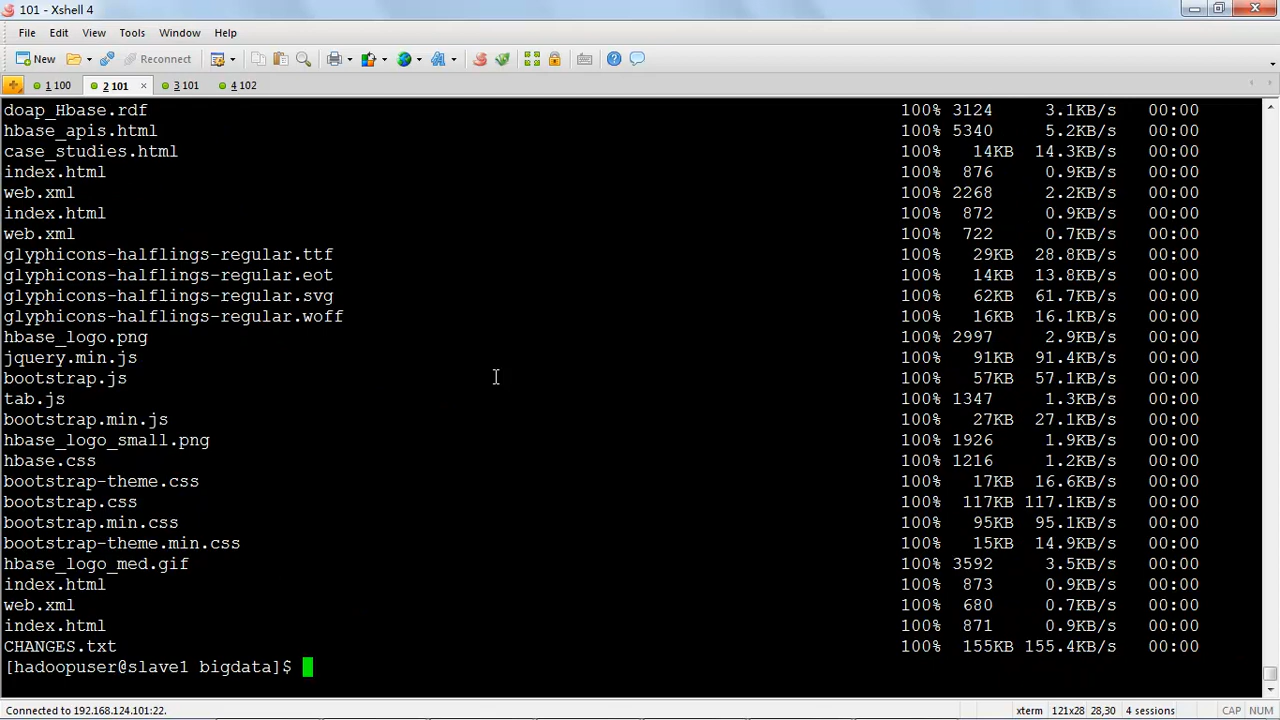 101 - Xshell 4
File Edit View Tools Window Help
New Reconnect
1 100 2 101 × 3 101 4 102
doap_Hbase.rdf 100% 3124 3.1KB/s 00:00
hbase_apis.html 100% 5340 5.2KB/s 00:00
case_studies.html 100% 14KB 14.3KB/s 00:00
index.html 100% 876 0.9KB/s 00:00
web.xml 100% 2268 2.2KB/s 00:00
index.html 100% 872 0.9KB/s 00:00
web.xml 100% 722 0.7KB/s 00:00
glyphicons-halflings-regular.ttf 100% 29KB 28.8KB/s 00:00
glyphicons-halflings-regular.eot 100% 14KB 13.8KB/s 00:00
glyphicons-halflings-regular.svg 100% 62KB 61.7KB/s 00:00
glyphicons-halflings-regular.woff 100% 16KB 16.1KB/s 00:00
hbase_logo.png 100% 2997 2.9KB/s 00:00
jquery.min.js 100% 91KB 91.4KB/s 00:00
bootstrap.js 100% 57KB 57.1KB/s 00:00
tab.js 100% 1347 1.3KB/s 00:00
bootstrap.min.js 100% 27KB 27.1KB/s 00:00
hbase_logo_small.png 100% 1926 1.9KB/s 00:00
hbase.css 100% 1216 1.2KB/s 00:00
bootstrap-theme.css 100% 17KB 16.6KB/s 00:00
bootstrap.css 100% 117KB 117.1KB/s 00:00
bootstrap.min.css 100% 95KB 95.1KB/s 00:00
bootstrap-theme.min.css 100% 15KB 14.9KB/s 00:00
hbase_logo_med.gif 100% 3592 3.5KB/s 00:00
index.html 100% 873 0.9KB/s 00:00
web.xml 100% 680 0.7KB/s 00:00
index.html 100% 871 0.9KB/s 00:00
CHANGES.txt 100% 155KB 155.4KB/s 00:00
[hadoopuser@slave1 bigdata]$
Connected to 192.168.124.101:22. xterm 121x28 28,30 4 sessions CAP NUM